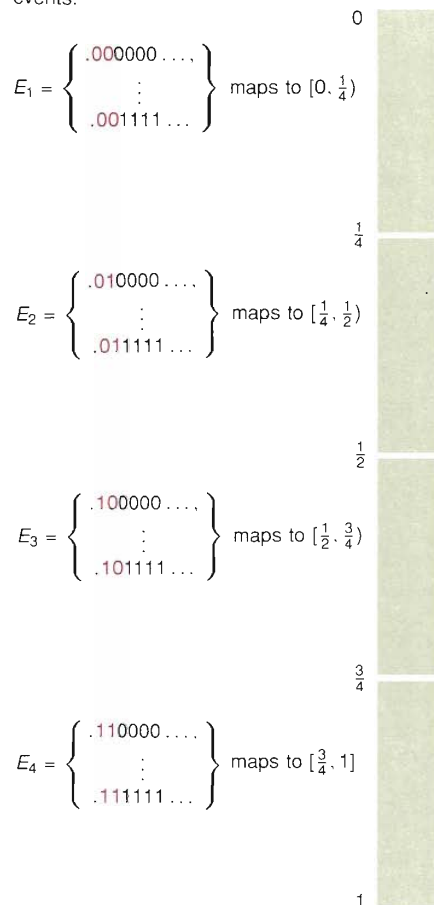 events:
0
.000000 ...,
E₁ = { ⋮ } maps to [0, 1/4)
.001111 ...
1/4
.010000 ...,
E₂ = { ⋮ } maps to [1/4, 1/2)
.011111 ...
1/2
.100000 ...,
E₃ = { ⋮ } maps to [1/2, 3/4)
.101111 ...
3/4
.110000 ...,
E₄ = { ⋮ } maps to [3/4, 1]
.111111 ...
1